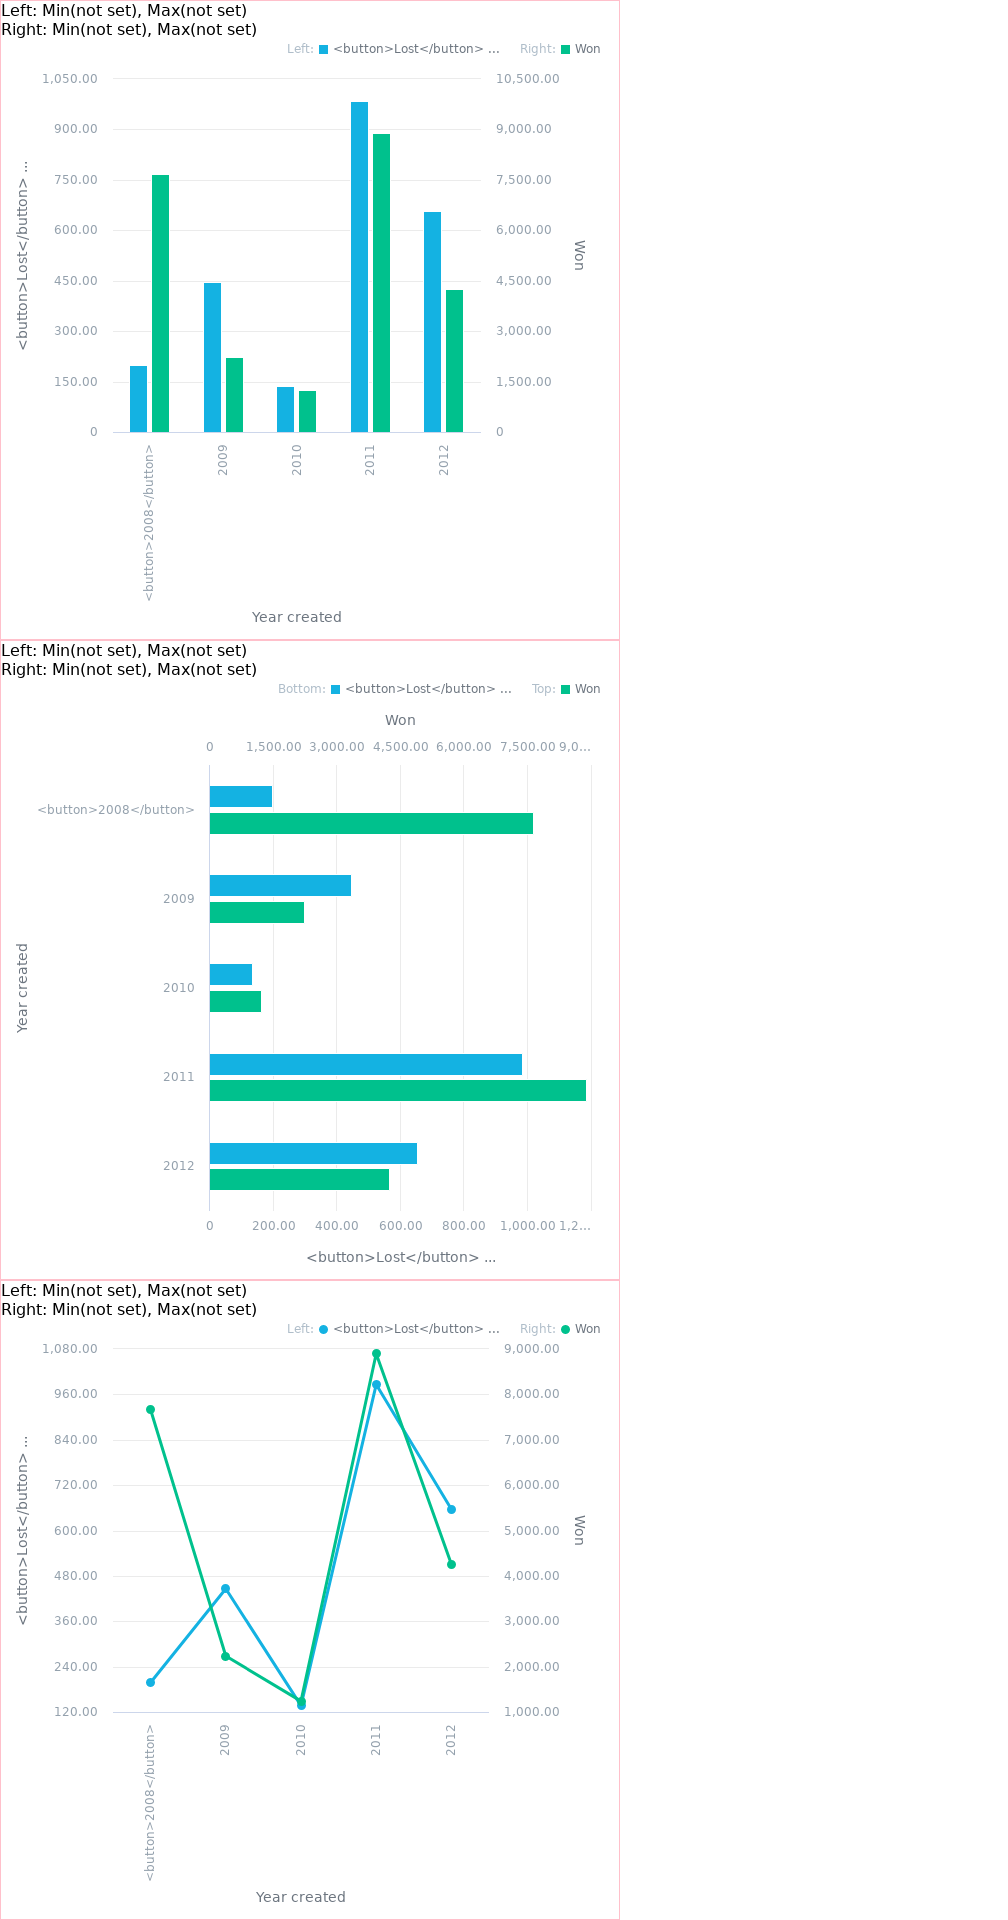 Left: Min(not set), Max(not set)
Right: Min(not set), Max(not set)
Left: <button>Lost</button> ... Right: Won
1,050.00 10,500.00
900.00 9,000.00
750.00 7,500.00
600.00 6,000.00
450.00 4,500.00
300.00 3,000.00
150.00 1,500.00
0 0
<button>Lost</button> ...
Won
<button>2008</button> 2009 2010 2011 2012
Year created
Left: Min(not set), Max(not set)
Right: Min(not set), Max(not set)
Bottom: <button>Lost</button> ... Top: Won
Won
0 1,500.00 3,000.00 4,500.00 6,000.00 7,500.00 9,0...
<button>2008</button>
2009
2010
2011
2012
Year created
0 200.00 400.00 600.00 800.00 1,000.00 1,2...
<button>Lost</button> ...
Left: Min(not set), Max(not set)
Right: Min(not set), Max(not set)
Left: <button>Lost</button> ... Right: Won
1,080.00 9,000.00
960.00 8,000.00
840.00 7,000.00
720.00 6,000.00
600.00 5,000.00
480.00 4,000.00
360.00 3,000.00
240.00 2,000.00
120.00 1,000.00
<button>Lost</button> ...
Won
<button>2008</button> 2009 2010 2011 2012
Year created